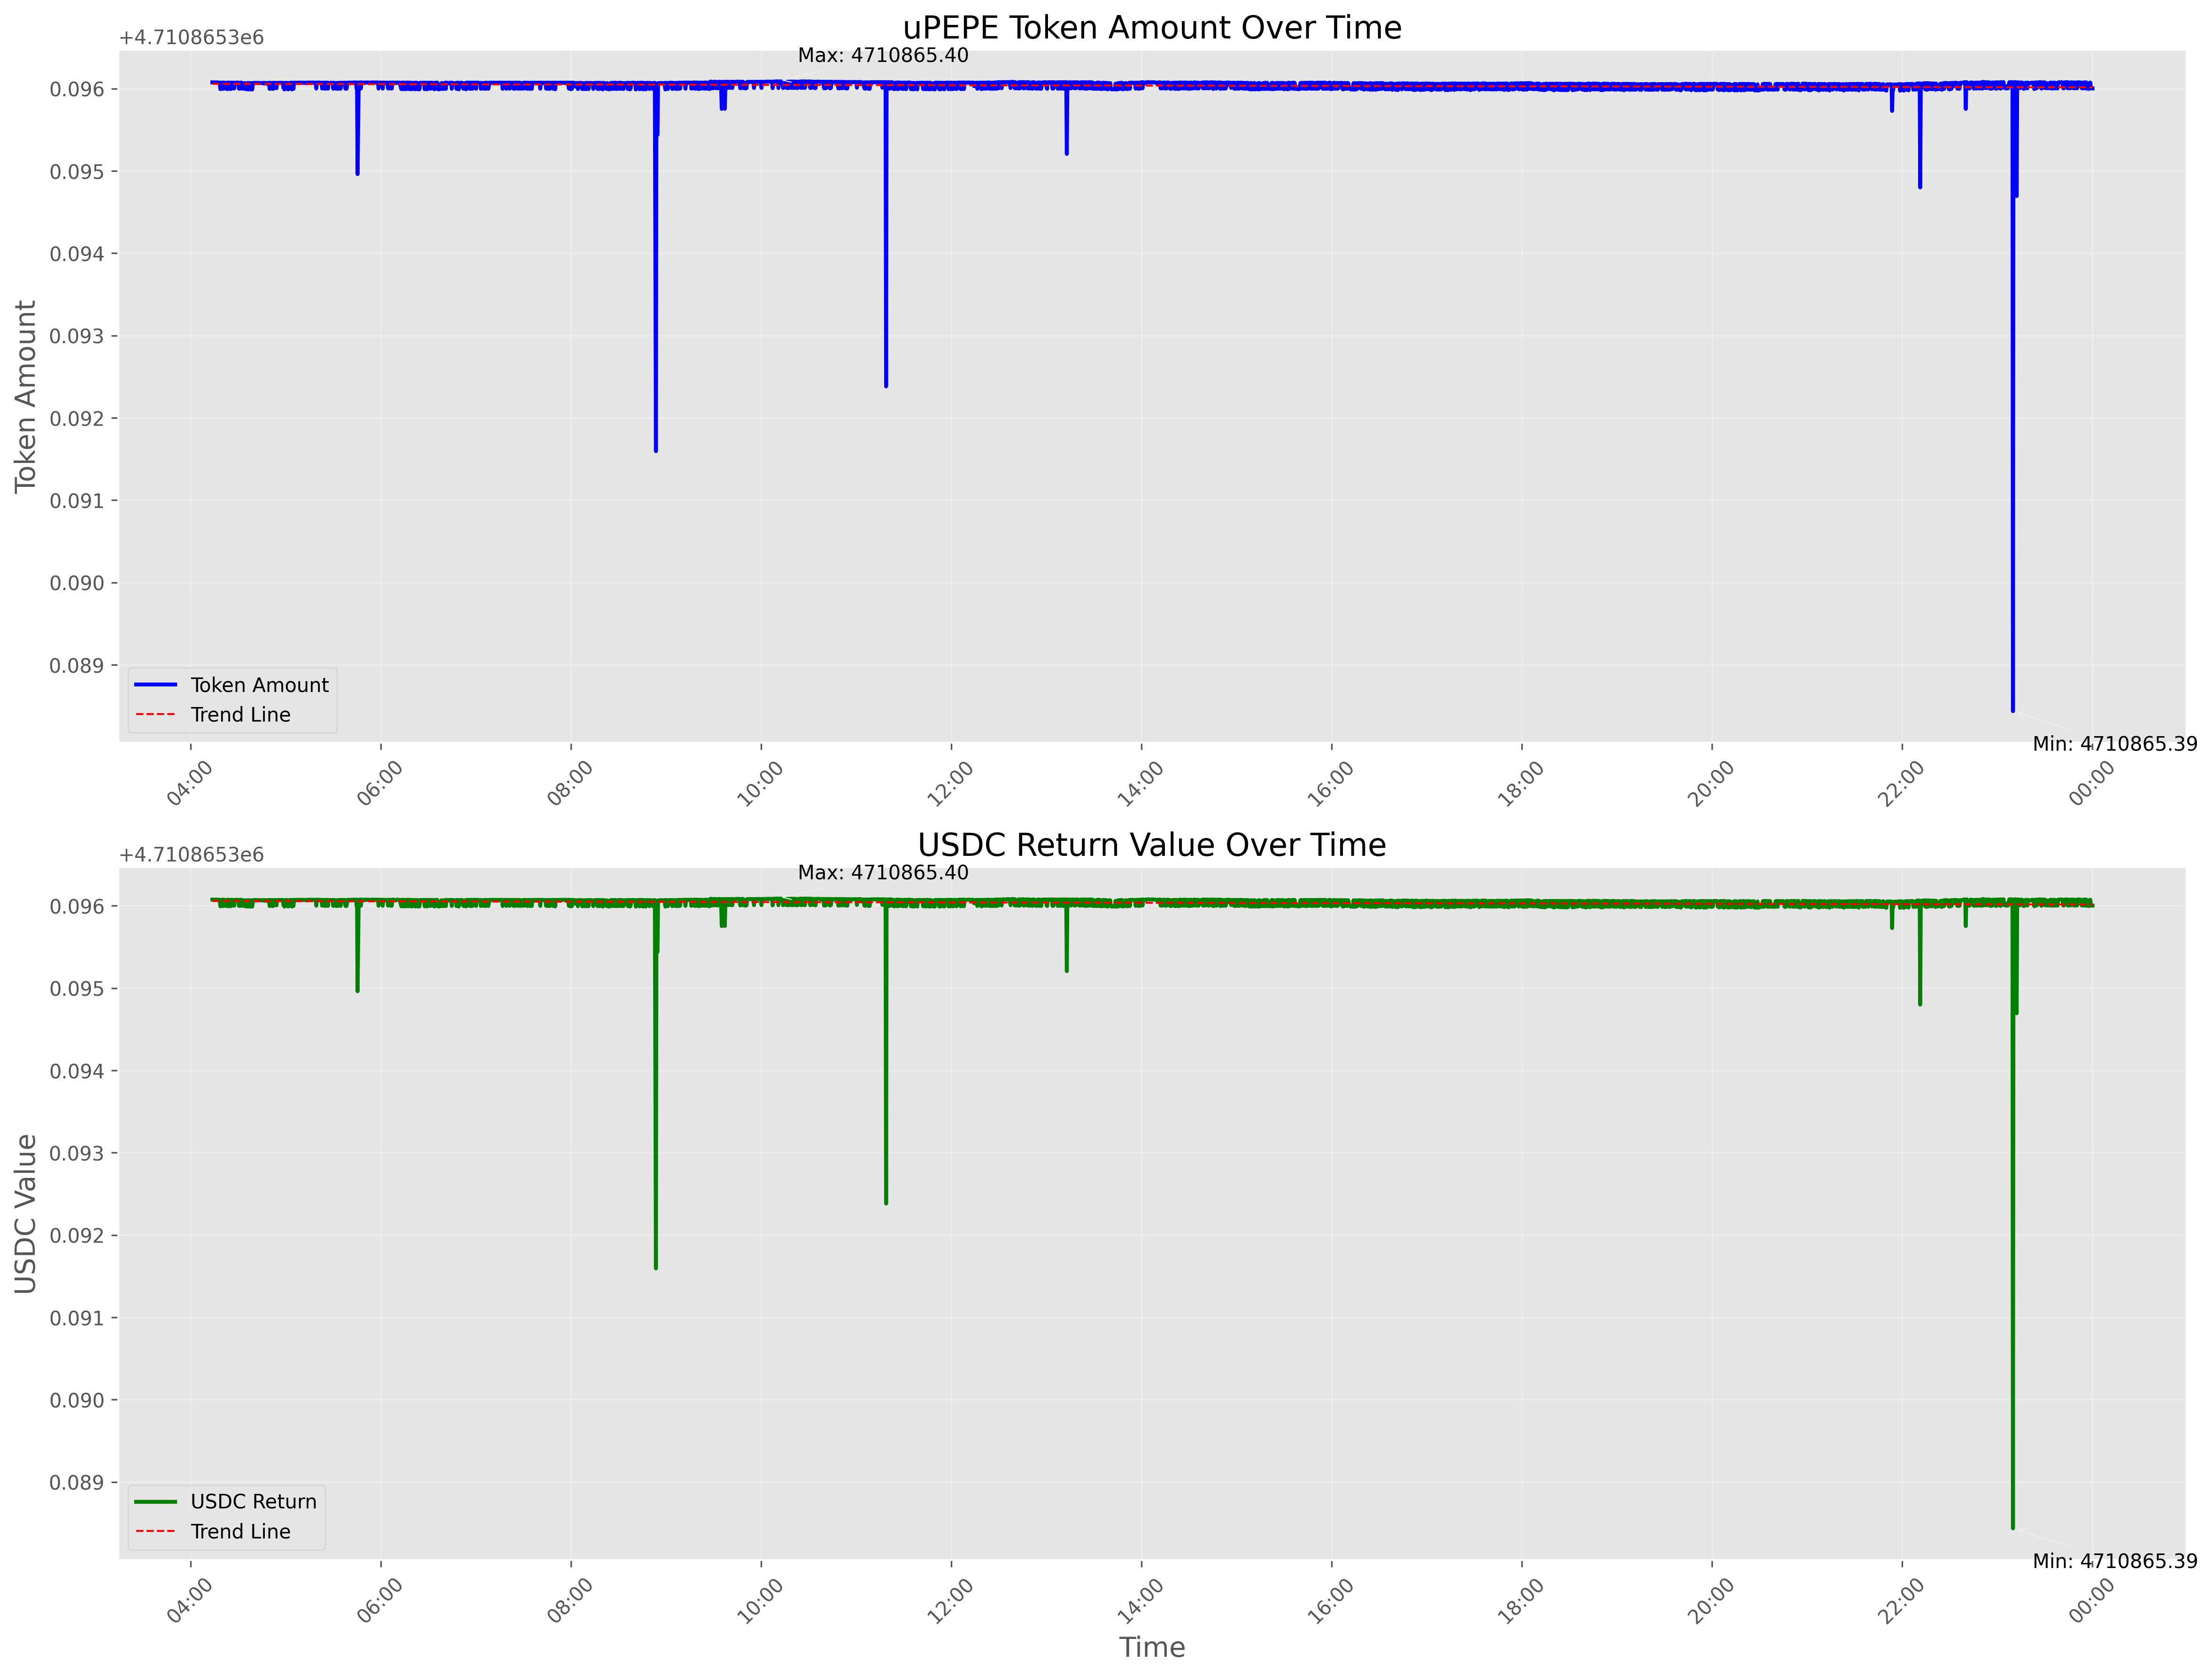 uPEPE Token Amount Over Time
+4.7108653e6
Max: 4710865.40
0.096
0.095
0.094
0.093
0.092
0.091
0.090
0.089
Token Amount
Token Amount
Trend Line
Min: 4710865.39
04:00
06:00
08:00
10:00
12:00
14:00
16:00
18:00
20:00
22:00
00:00
USDC Return Value Over Time
+4.7108653e6
Max: 4710865.40
0.096
0.095
0.094
0.093
0.092
0.091
0.090
0.089
USDC Value
USDC Return
Trend Line
Min: 4710865.39
04:00
06:00
08:00
10:00
12:00
14:00
16:00
18:00
20:00
22:00
00:00
Time